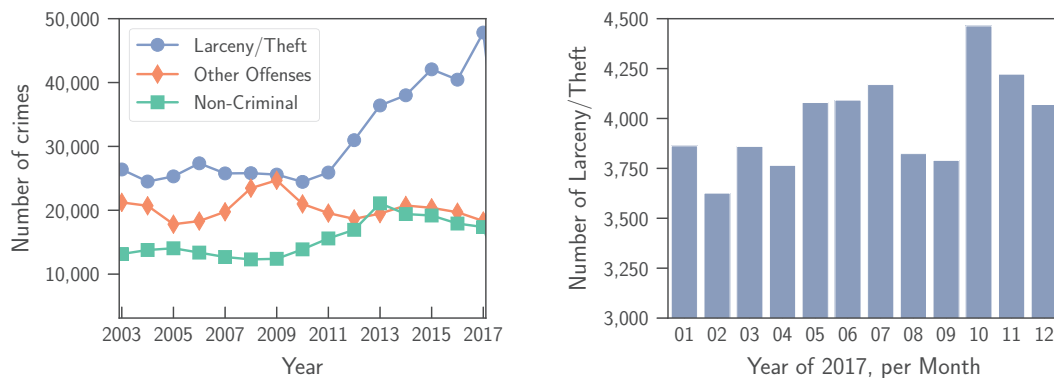 50,000
40,000
30,000
20,000
10,000
Number of crimes
Larceny/Theft
Other Offenses
Non-Criminal
2003 2005 2007 2009 2011 2013 2015 2017
Year
4,500
4,250
4,000
3,750
3,500
3,250
3,000
Number of Larceny/Theft
01 02 03 04 05 06 07 08 09 10 11 12
Year of 2017, per Month